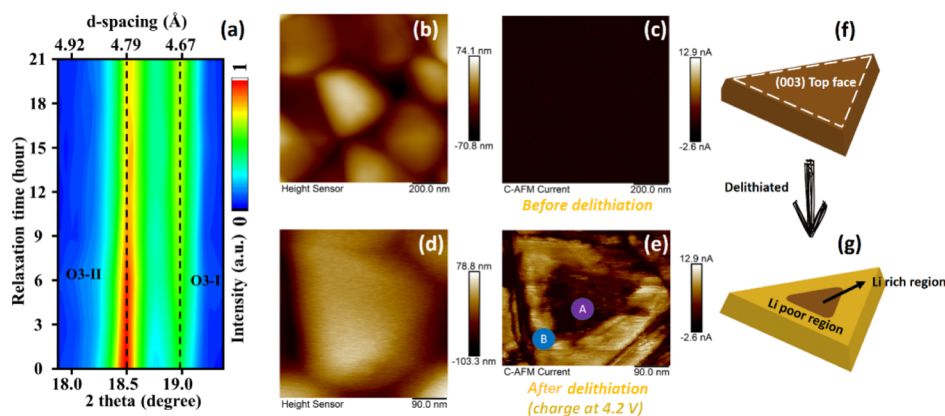 d-spacing (Å)
4.92 4.79 4.67
(a)
Relaxation time (hour)
21
18
15
12
9
6
3
0
O3-II
O3-I
18.0 18.5 19.0
2 theta (degree)
1
0
Intensity (a.u.)
(b)
74.1 nm
-70.8 nm
Height Sensor
200.0 nm
(c)
12.9 nA
-2.6 nA
C-AFM Current
200.0 nm
Before delithiation
(d)
78.8 nm
-103.3 nm
Height Sensor
90.0 nm
(e)
A
B
12.9 nA
-2.6 nA
C-AFM Current
90.0 nm
After delithiation
(charge at 4.2 V)
(f)
(003) Top face
Delithiated
(g)
Li rich region
Li poor region